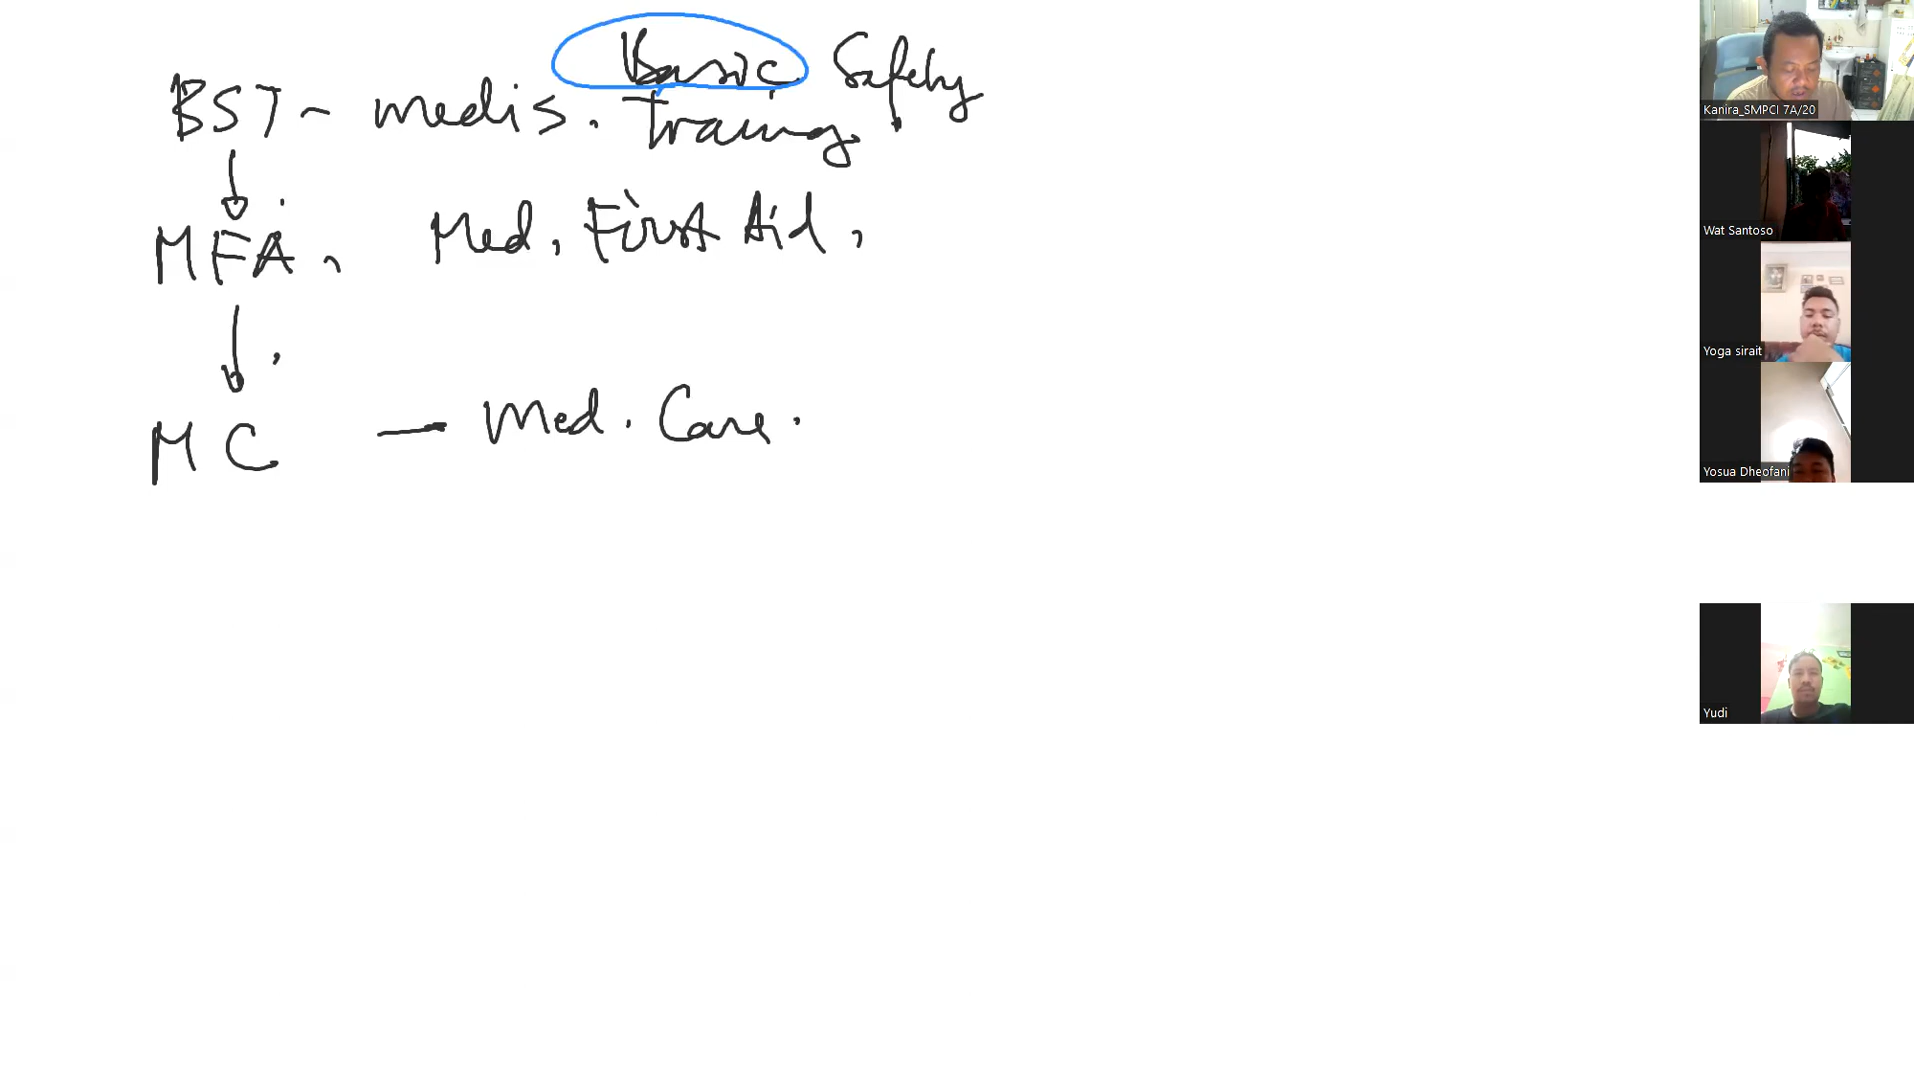 Basic Safety
BST - medis. Training.
MFA, Med. First Aid,
MC - Med. Care.
Kanira_SMPCI 7A/20
Wat Santoso
Yoga sirait
Yosua Dheofani
Yudi